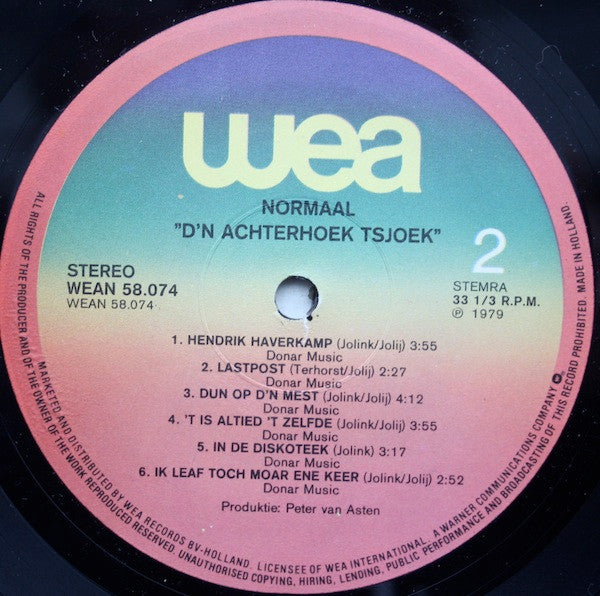 wea
NORMAAL
"D'N ACHTERHOEK TSJOEK"
2
STEREO
WEAN 58.074
WEAN 58.074
STEMRA
33 1/3 R.P.M.
℗ 1979
1. HENDRIK HAVERKAMP (Jolink/Jolij) 3:55
Donar Music
2. LASTPOST (Terhorst/Jolij) 2:27
Donar Music
3. DUN OP D'N MEST (Jolink/Jolij) 4:12
Donar Music
4. 'T IS ALTIED 'T ZELFDE (Jolink/Jolij) 3:55
Donar Music
5. IN DE DISKOTEEK (Jolink) 3:17
Donar Music
6. IK LEAF TOCH MOAR ENE KEER (Jolink/Jolij) 2:52
Donar Music
Produktie: Peter van Asten
ALL RIGHTS OF THE PRODUCER AND OF THE OWNER OF THE WORK REPRODUCED RESERVED. UNAUTHORISED COPYING, HIRING, LENDING, PUBLIC PERFORMANCE AND BROADCASTING OF THIS RECORD PROHIBITED. MADE IN HOLLAND.
MARKETED AND DISTRIBUTED BY WEA RECORDS BV-HOLLAND. LICENSEE OF WEA INTERNATIONAL. A WARNER COMMUNICATIONS COMPANY